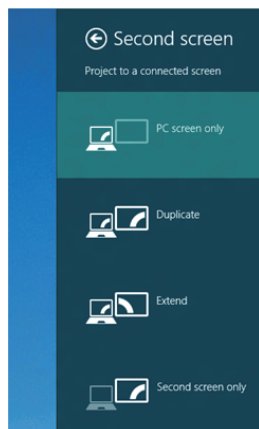 Second screen
Project to a connected screen
PC screen only
Duplicate
Extend
Second screen only